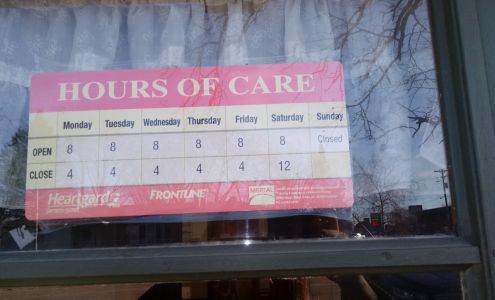 HOURS OF CARE
Monday Tuesday Wednesday Thursday Friday Saturday Sunday
OPEN 8 8 8 8 8 8 Closed
CLOSE 4 4 4 4 4 12
Heartgard FRONTLINE MERIAL